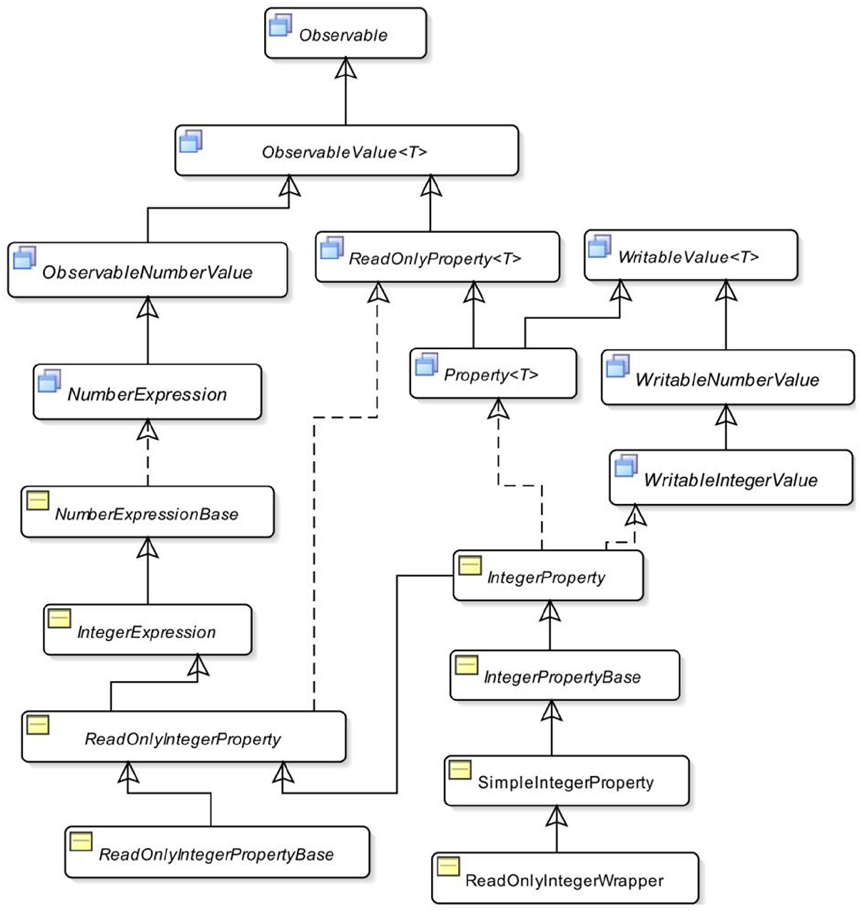 Observable
ObservableValue<T>
ObservableNumberValue
ReadOnlyProperty<T>
WritableValue<T>
NumberExpression
Property<T>
WritableNumberValue
NumberExpressionBase
WritableIntegerValue
IntegerProperty
IntegerExpression
IntegerPropertyBase
ReadOnlyIntegerProperty
SimpleIntegerProperty
ReadOnlyIntegerPropertyBase
ReadOnlyIntegerWrapper